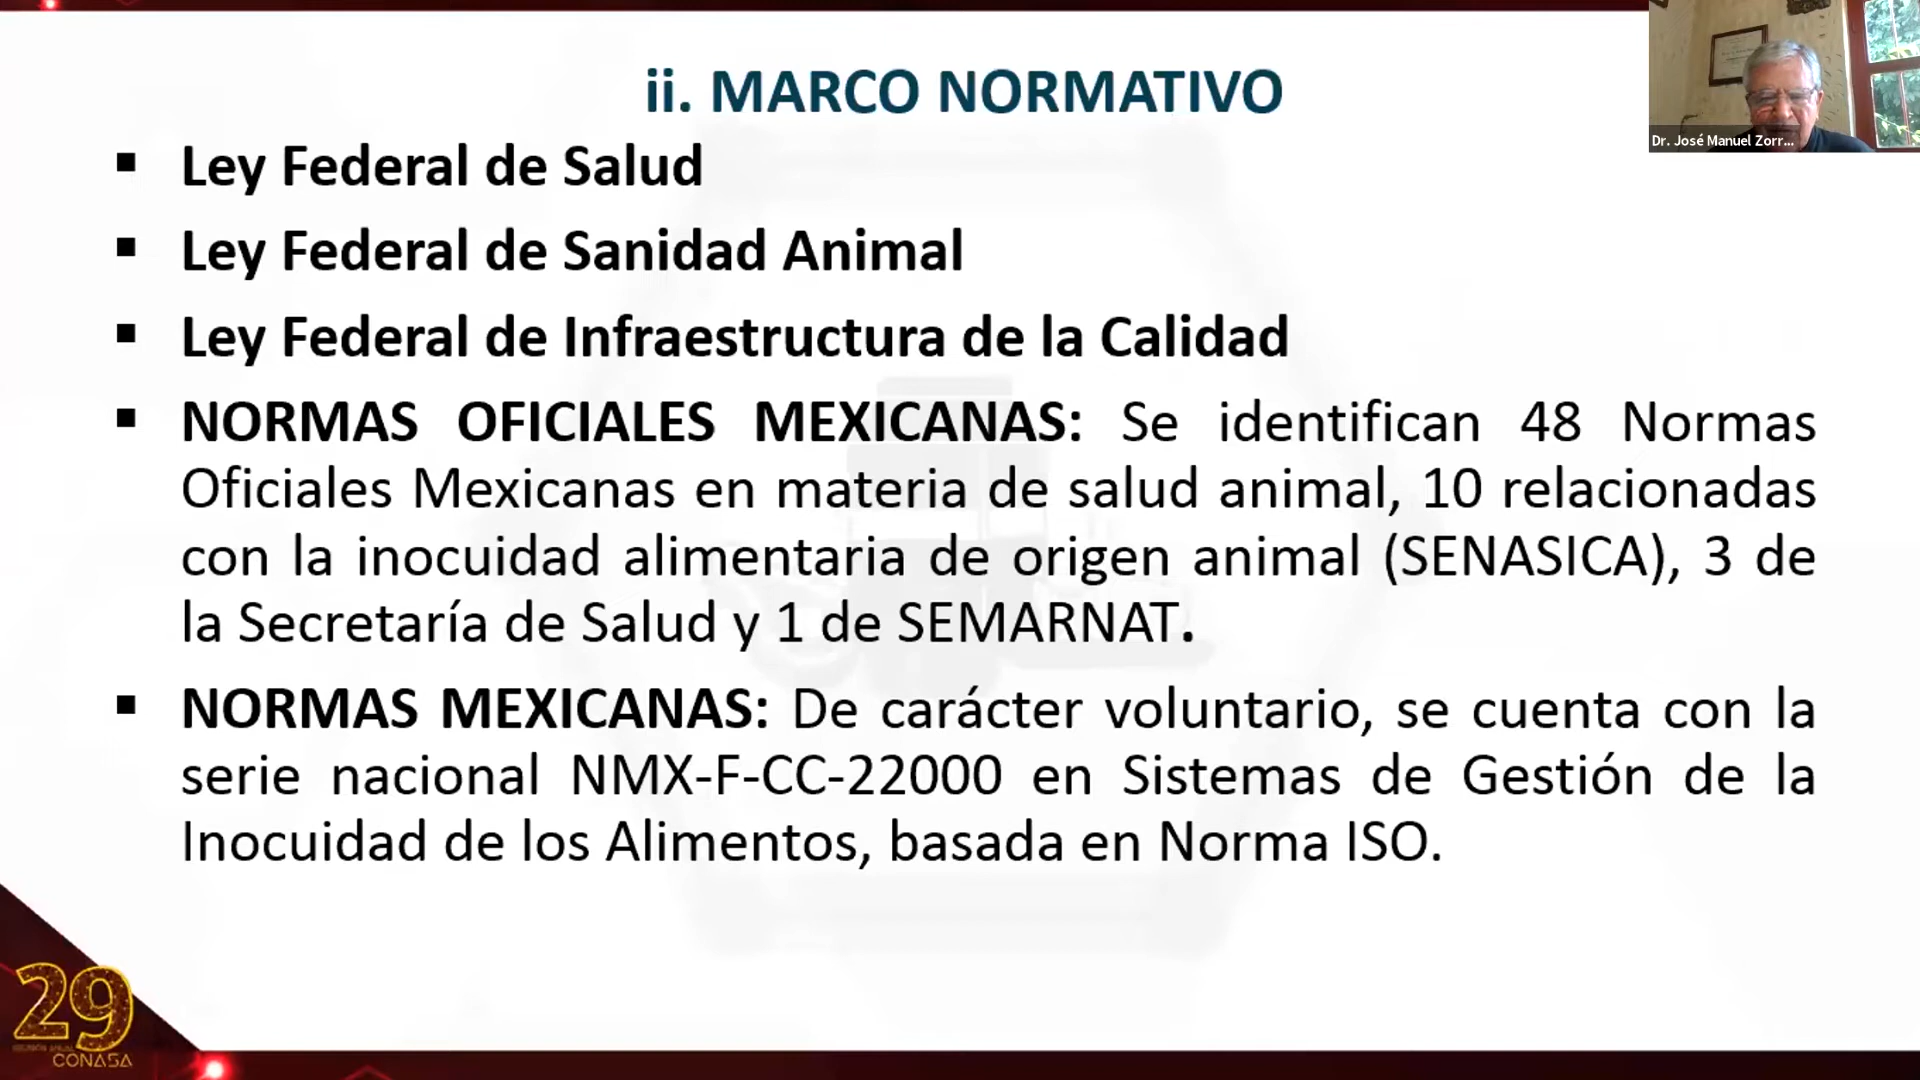 ii. MARCO NORMATIVO
Dr. José Manuel Zorr...
▪ Ley Federal de Salud
▪ Ley Federal de Sanidad Animal
▪ Ley Federal de Infraestructura de la Calidad
▪ NORMAS OFICIALES MEXICANAS: Se identifican 48 Normas
Oficiales Mexicanas en materia de salud animal, 10 relacionadas
con la inocuidad alimentaria de origen animal (SENASICA), 3 de
la Secretaría de Salud y 1 de SEMARNAT.
▪ NORMAS MEXICANAS: De carácter voluntario, se cuenta con la
serie nacional NMX-F-CC-22000 en Sistemas de Gestión de la
Inocuidad de los Alimentos, basada en Norma ISO.
29
CONASA